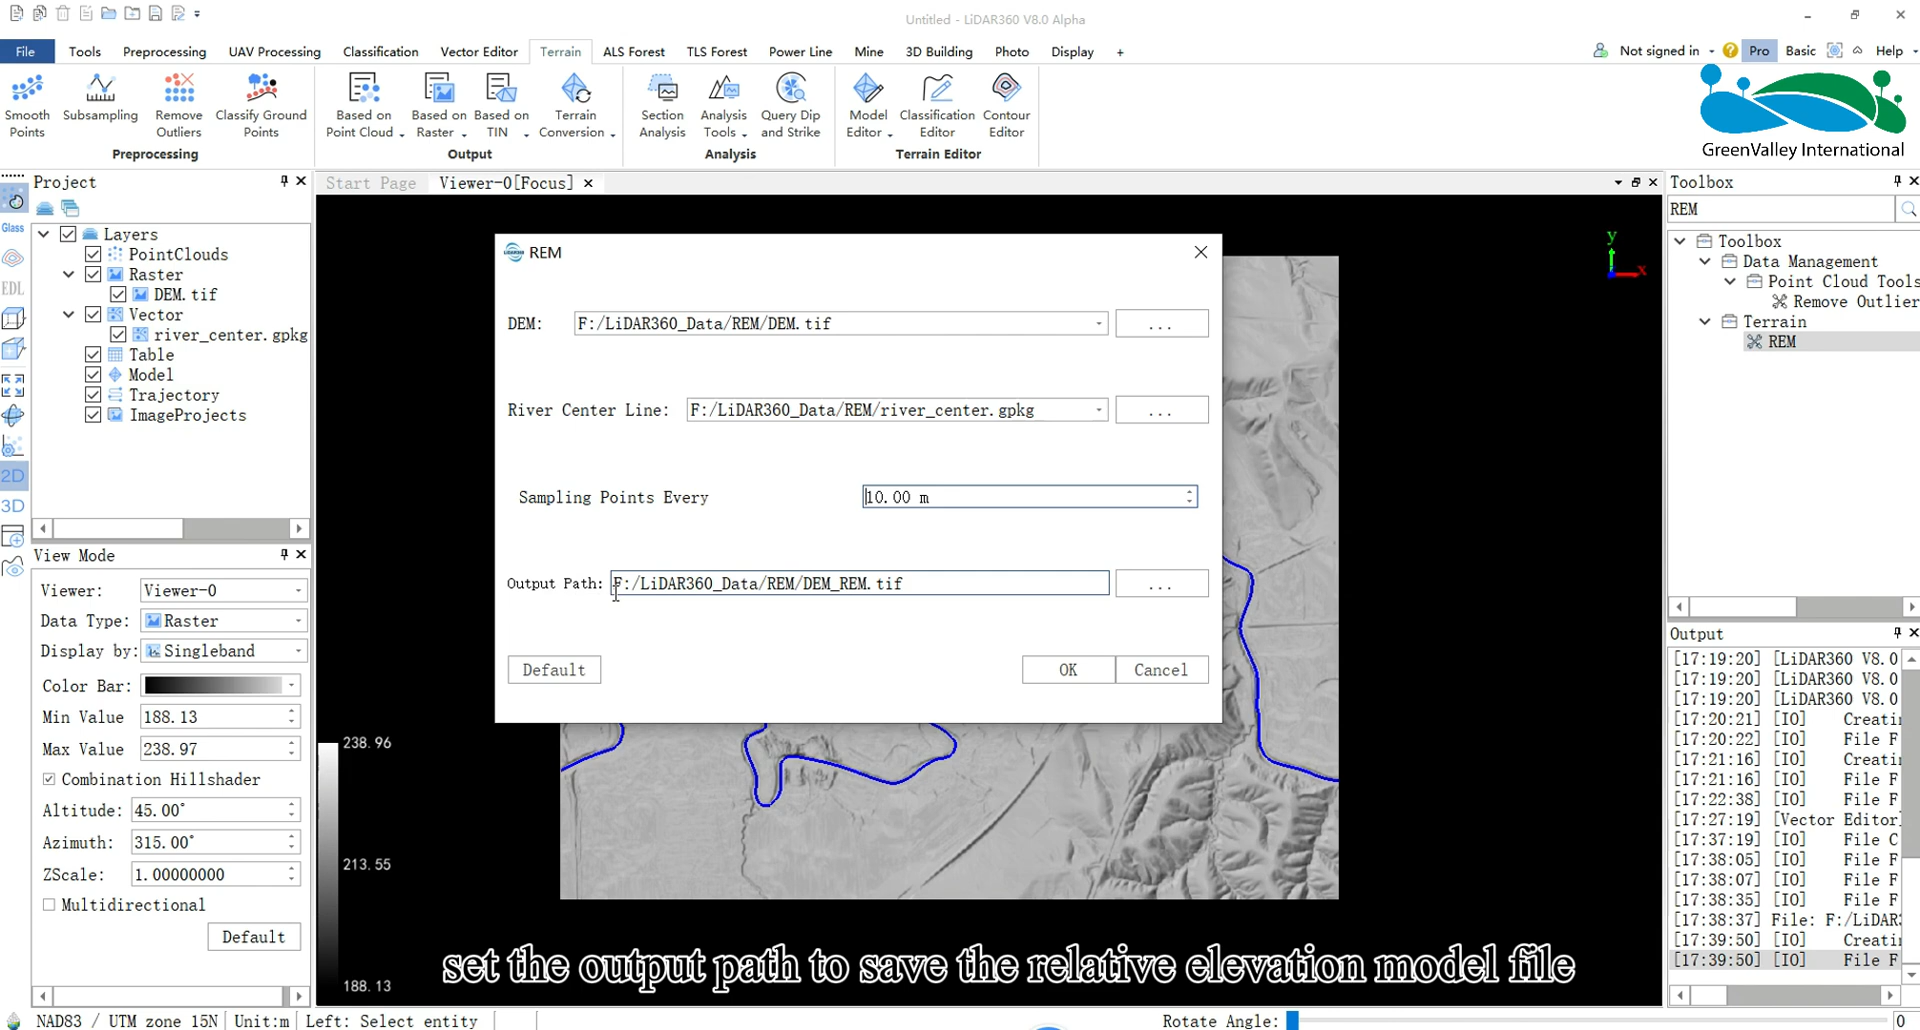 Untitled - LiDAR360 V8.0 Alpha
File Tools Preprocessing UAV Processing Classification Vector Editor Terrain ALS Forest TLS Forest Power Line Mine 3D Building Photo Display + Not signed in Pro Basic Help
Smooth Points Subsampling Remove Outliers Classify Ground Points
Preprocessing
Based on Point Cloud Based on Raster Based on TIN Terrain Conversion
Output
Section Analysis Analysis Tools Query Dip and Strike
Analysis
Model Editor Classification Editor Contour Editor
Terrain Editor
GreenValley International
Project
Glass
EDL
2D
3D
Layers
PointClouds
Raster
DEM.tif
Vector
river_center.gpkg
Table
Model
Trajectory
ImageProjects
View Mode
Viewer: Viewer-0
Data Type: Raster
Display by: Singleband
Color Bar:
Min Value 188.13
Max Value 238.97
Combination Hillshader
Altitude: 45.00°
Azimuth: 315.00°
ZScale: 1.00000000
Multidirectional
Default
Start Page Viewer-0[Focus]
y
x
REM
DEM: F:/LiDAR360_Data/REM/DEM.tif ...
River Center Line: F:/LiDAR360_Data/REM/river_center.gpkg ...
Sampling Points Every 10.00 m
Output Path: F:/LiDAR360_Data/REM/DEM_REM.tif ...
Default OK Cancel
238.96
213.55
188.13
set the output path to save the relative elevation model file
Toolbox
REM
Toolbox
Data Management
Point Cloud Tools
Remove Outlier
Terrain
REM
Output
[17:19:20] [LiDAR360 V8.0
[17:19:20] [LiDAR360 V8.0
[17:19:20] [LiDAR360 V8.0
[17:20:21] [IO] Creatin
[17:20:22] [IO] File F
[17:21:16] [IO] Creatin
[17:21:16] [IO] File F
[17:22:38] [IO] File F
[17:27:19] [Vector Editor]
[17:37:19] [IO] File C
[17:38:05] [IO] File F
[17:38:07] [IO] File F
[17:38:35] [IO] File F
[17:38:37] File: F:/LiDAR3
[17:39:50] [IO] Creatin
[17:39:50] [IO] File F
NAD83 / UTM zone 15N Unit:m Left: Select entity Rotate Angle: 0